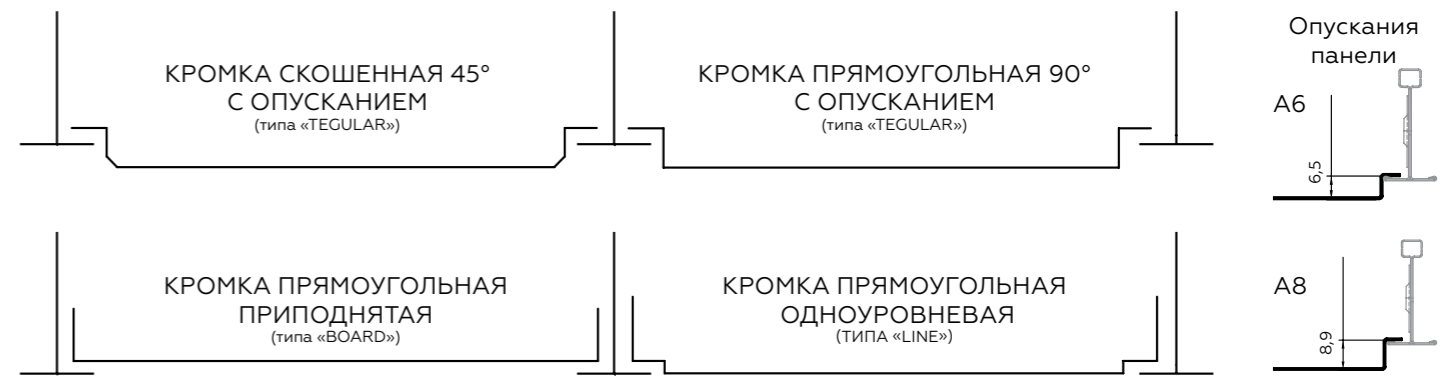 КРОМКА СКОШЕННАЯ 45°
С ОПУСКАНИЕМ
(типа «TEGULAR»)
КРОМКА ПРЯМОУГОЛЬНАЯ 90°
С ОПУСКАНИЕМ
(типа «TEGULAR»)
Опускания
панели
А6
6,5
КРОМКА ПРЯМОУГОЛЬНАЯ
ПРИПОДНЯТАЯ
(типа «BOARD»)
КРОМКА ПРЯМОУГОЛЬНАЯ
ОДНОУРОВНЕВАЯ
(ТИПА «LINE»)
А8
8,9